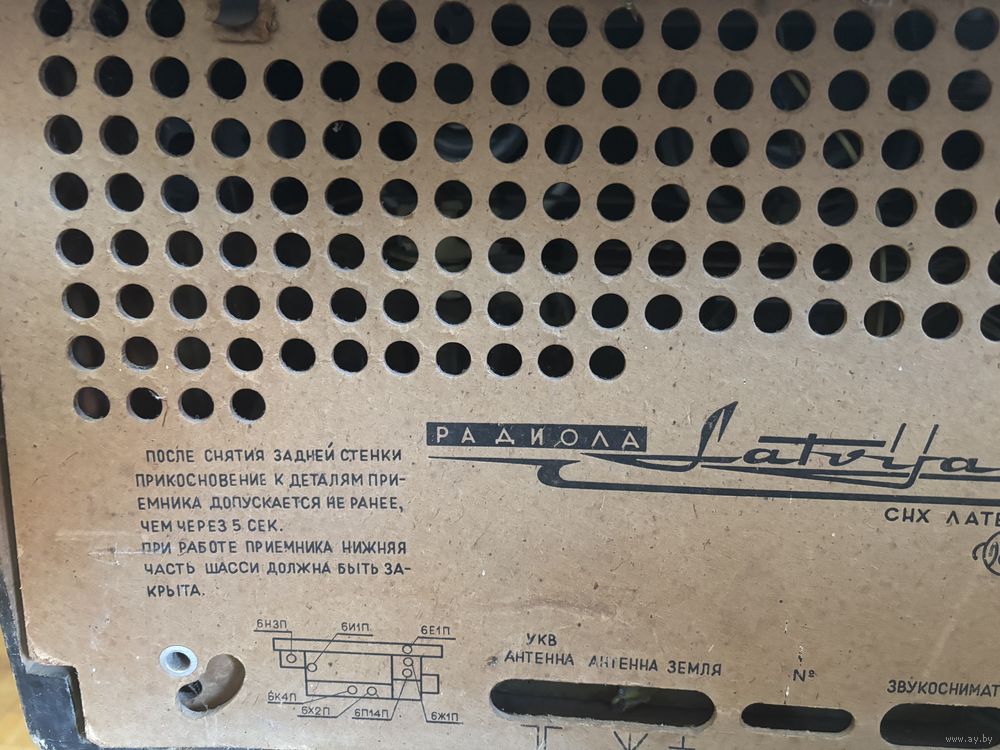 РАДИОЛА Latvija
СНХ
ПОСЛЕ СНЯТИЯ ЗАДНЕЙ СТЕНКИ
ПРИКОСНОВЕНИЕ К ДЕТАЛЯМ ПРИ-
ЕМНИКА ДОПУСКАЕТСЯ НЕ РАНЕЕ,
ЧЕМ ЧЕРЕЗ 5 СЕК.
ПРИ РАБОТЕ ПРИЕМНИКА НИЖНЯЯ
ЧАСТЬ ШАССИ ДОЛЖНА БЫТЬ ЗА-
КРЫТА.
6Н3П
6И1П
6Е1П
6К4П
6Х2П
6П14П
6Ж1П
УКВ
АНТЕННА АНТЕННА ЗЕМЛЯ
№
ЗВУКОСНИМАТ
www.ay.by